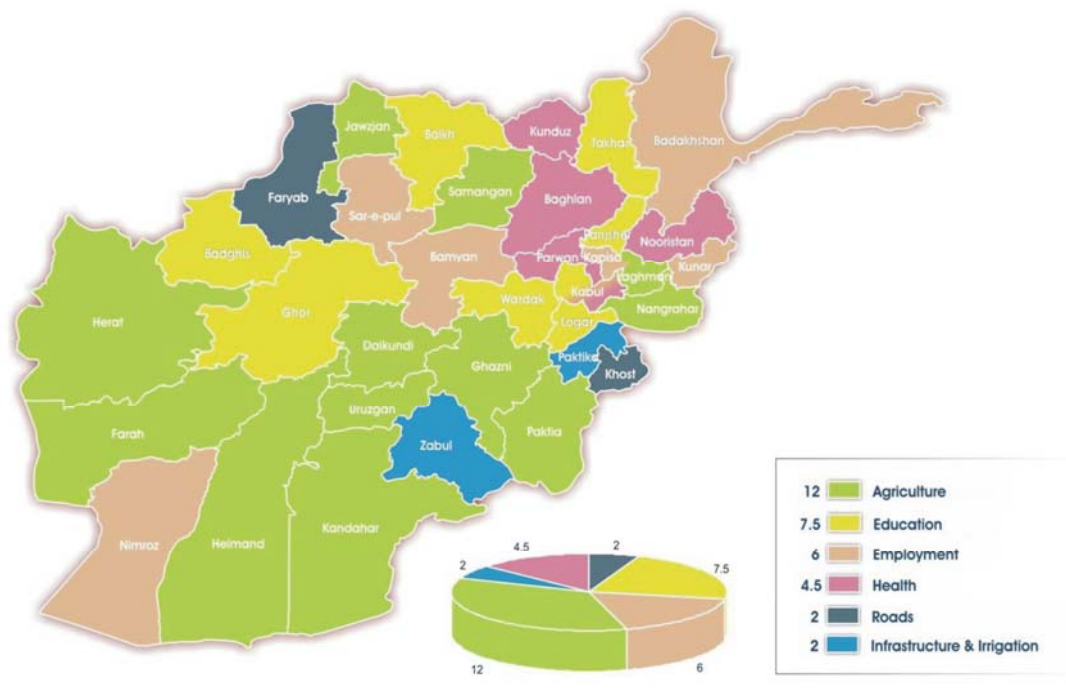 Jawzjan
Balkh
Kunduz
Takhar
Badakhshan
Faryab
Sar-e-pul
Samangan
Baghlan
Panjsher
Nooristan
Badghis
Bamyan
Parwan
Kapisa
Kunar
Laghman
Herat
Ghor
Wardak
Kabul
Nangrahar
Logar
Daikundi
Ghazni
Paktika
Khost
Uruzgan
Farah
Zabul
Paktia
Nimroz
Helmand
Kandahar
4.5
2
2
7.5
12
6
12 Agriculture
7.5 Education
6 Employment
4.5 Health
2 Roads
2 Infrastructure & Irrigation